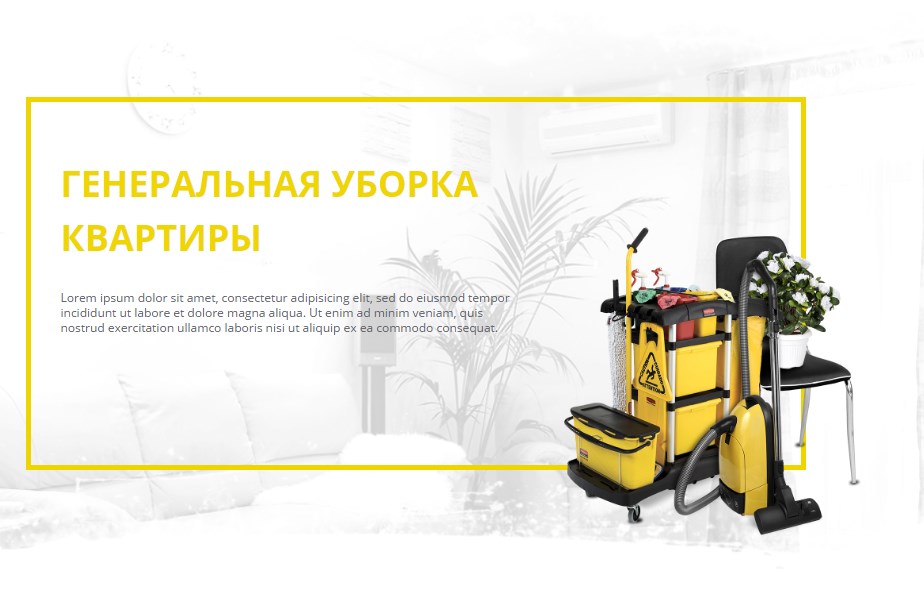 ГЕНЕРАЛЬНАЯ УБОРКА
КВАРТИРЫ
Lorem ipsum dolor sit amet, consectetur adipisicing elit, sed do eiusmod tempor
incididunt ut labore et dolore magna aliqua. Ut enim ad minim veniam, quis
nostrud exercitation ullamco laboris nisi ut aliquip ex ea commodo consequat.